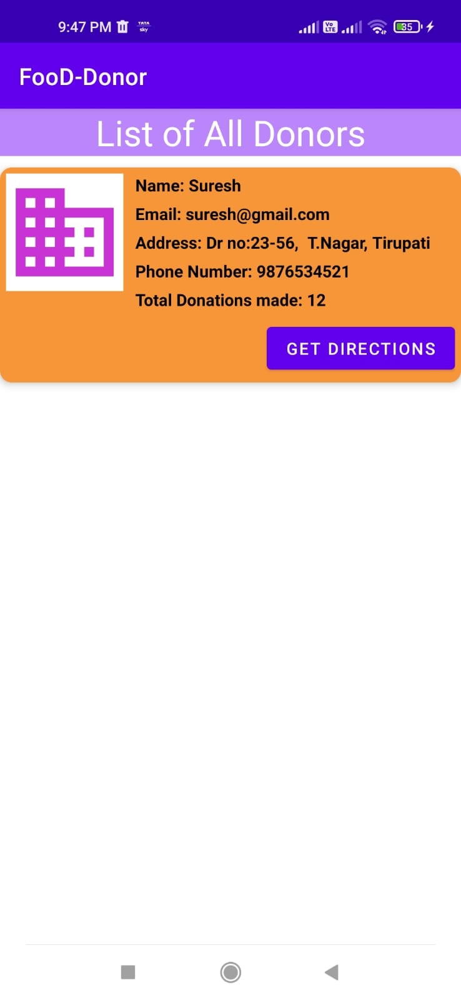 9:47 PM TATA sky Vo LTE 35
FooD-Donor
List of All Donors
Name: Suresh
Email: suresh@gmail.com
Address: Dr no:23-56,  T.Nagar, Tirupati
Phone Number: 9876534521
Total Donations made: 12
GET DIRECTIONS